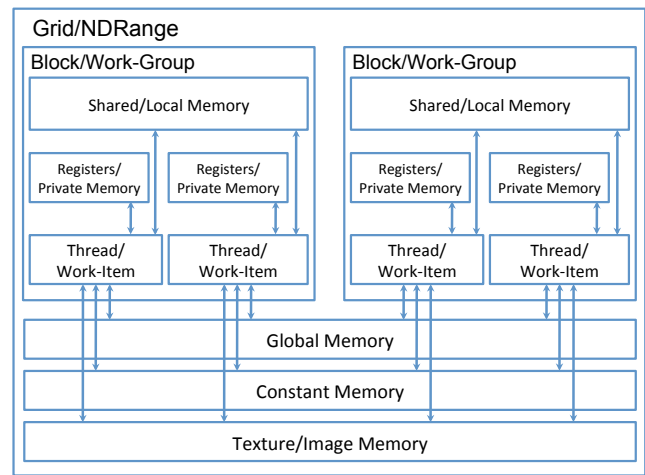 Grid/NDRange
Block/Work-Group
Shared/Local Memory
Registers/
Private Memory
Registers/
Private Memory
Thread/
Work-Item
Thread/
Work-Item
Block/Work-Group
Shared/Local Memory
Registers/
Private Memory
Registers/
Private Memory
Thread/
Work-Item
Thread/
Work-Item
Global Memory
Constant Memory
Texture/Image Memory